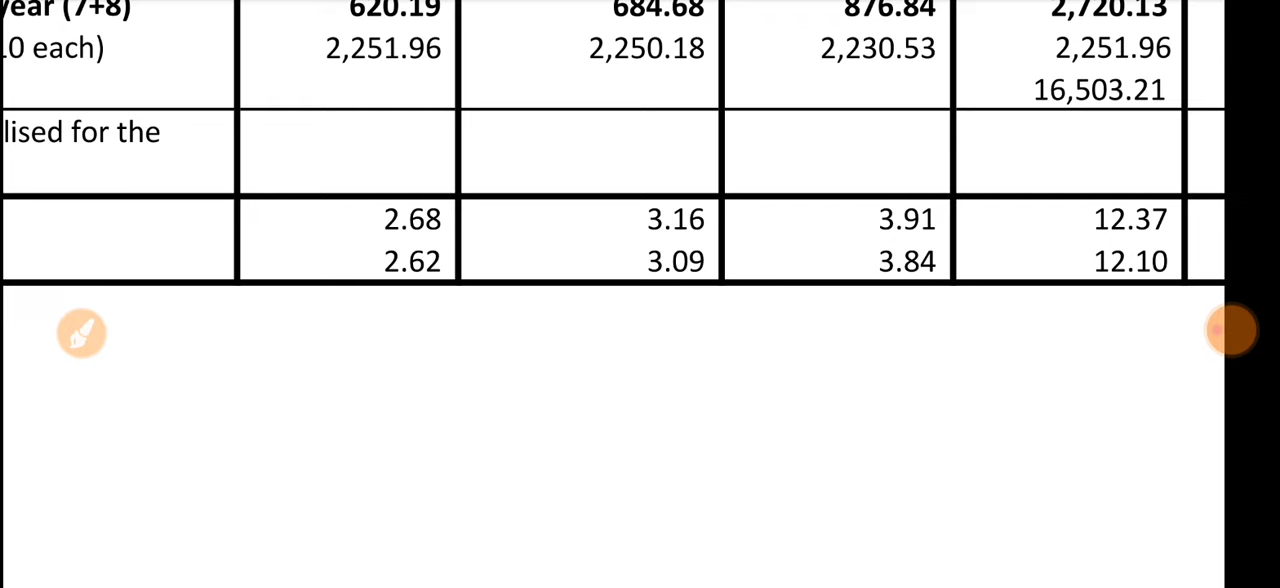 year (7+8) 620.19 684.68 876.84 2,720.13
0 each) 2,251.96 2,250.18 2,230.53 2,251.96
16,503.21
lised for the
2.68 3.16 3.91 12.37
2.62 3.09 3.84 12.10